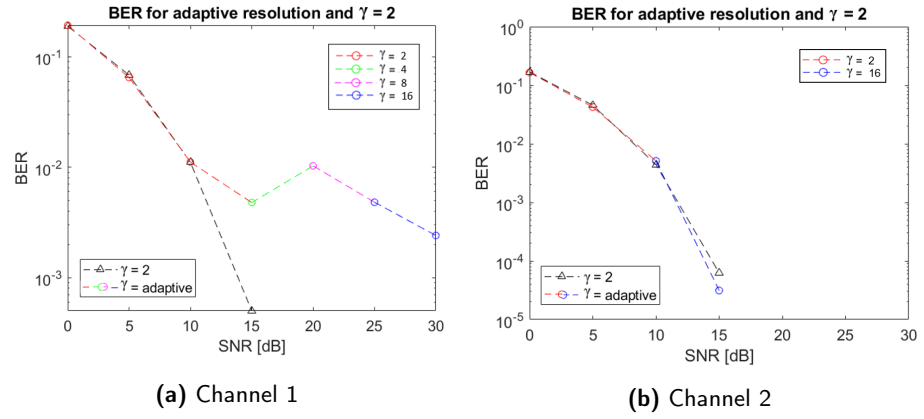 BER for adaptive resolution and γ = 2
10^-1
10^-2
10^-3
BER
γ = 2
γ = 4
γ = 8
γ = 16
γ = 2
γ = adaptive
0 5 10 15 20 25 30
SNR [dB]
(a) Channel 1
BER for adaptive resolution and γ = 2
10^0
10^-1
10^-2
10^-3
10^-4
10^-5
BER
γ = 2
γ = 16
γ = 2
γ = adaptive
0 5 10 15 20 25 30
SNR [dB]
(b) Channel 2